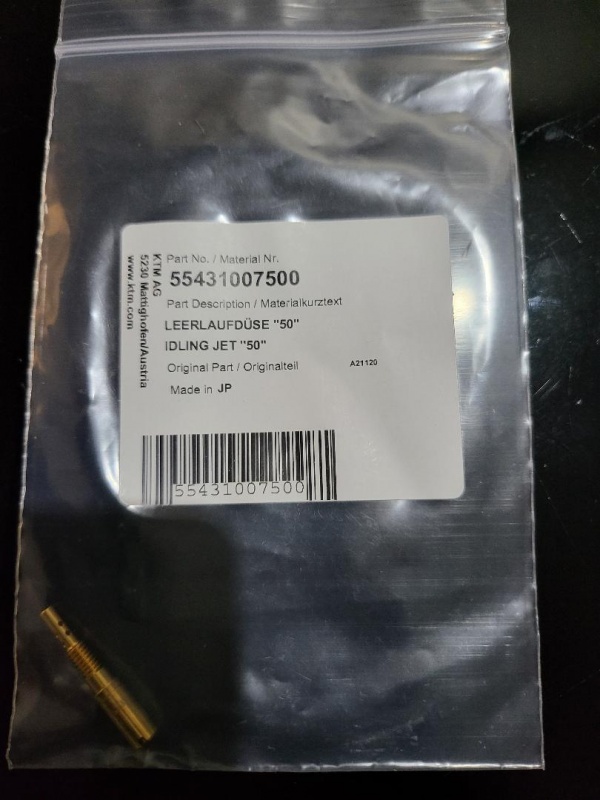 Part No. / Material Nr.
55431007500
Part Description / Materialkurztext
LEERLAUFDÜSE "50"
IDLING JET "50"
Original Part / Originalteil
A21120
Made in JP
55431007500
KTM AG
5230 Mattighofen/Austria
www.ktm.com